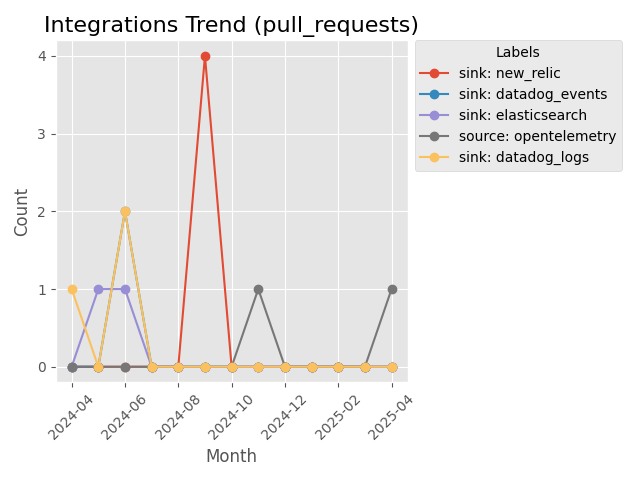 Integrations Trend (pull_requests)
Labels
sink: new_relic
sink: datadog_events
sink: elasticsearch
source: opentelemetry
sink: datadog_logs
Count
4
3
2
1
0
2024-04
2024-06
2024-08
2024-10
2024-12
2025-02
2025-04
Month